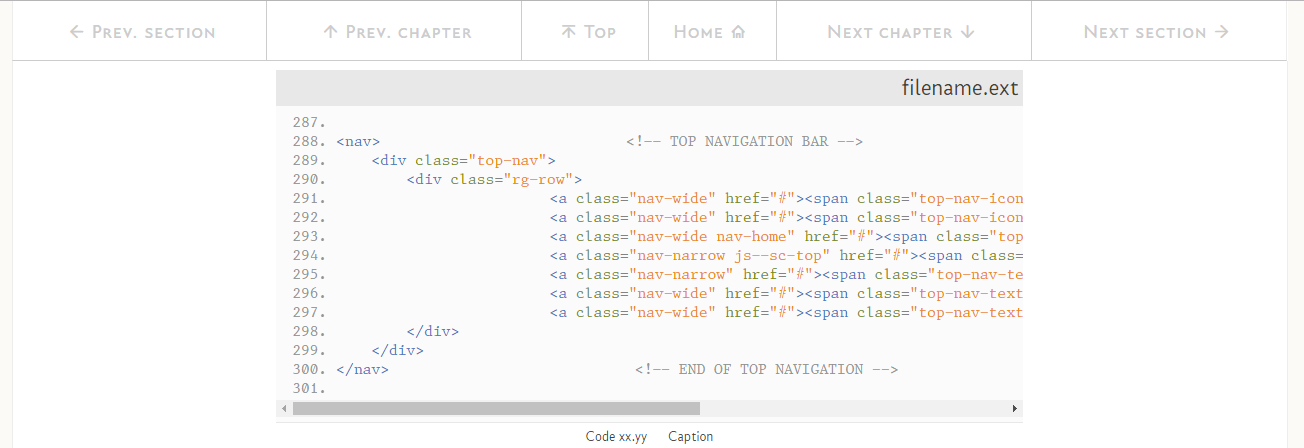 ← Prev. section ↑ Prev. chapter Top Home Next chapter ↓ Next section →
filename.ext
287.
288. <nav> <!-- TOP NAVIGATION BAR -->
289. <div class="top-nav">
290. <div class="rg-row">
291. <a class="nav-wide" href="#"><span class="top-nav-icon
292. <a class="nav-wide" href="#"><span class="top-nav-icon
293. <a class="nav-wide nav-home" href="#"><span class="top
294. <a class="nav-narrow js--sc-top" href="#"><span class=
295. <a class="nav-narrow" href="#"><span class="top-nav-te
296. <a class="nav-wide" href="#"><span class="top-nav-text
297. <a class="nav-wide" href="#"><span class="top-nav-text
298. </div>
299. </div>
300. </nav> <!-- END OF TOP NAVIGATION -->
301.
Code xx.yy Caption